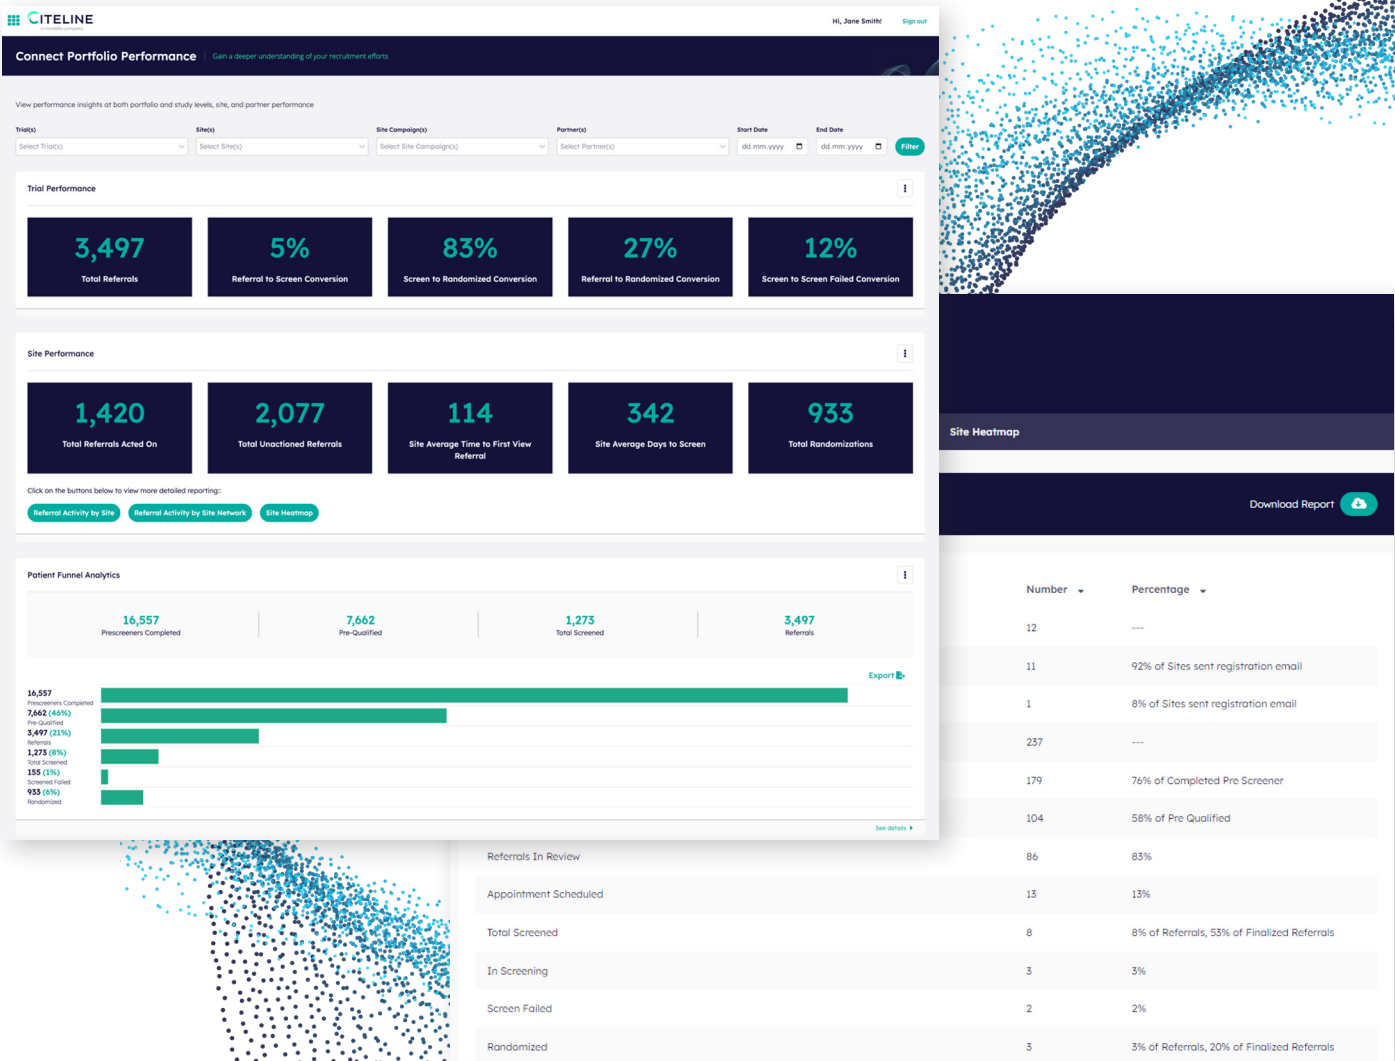 CITELINE
a norstella company
Hi, Jane Smith!
Sign out
Connect Portfolio Performance
Gain a deeper understanding of your recruitment efforts
View performance insights at both portfolio and study levels, site, and partner performance
Trial(s) Site(s) Site Campaign(s) Partner(s) Start Date End Date
Select Trial(s) Select Site(s) Select Site Campaign(s) Select Partner(s) dd.mm.yyyy dd.mm.yyyy Filter
Trial Performance
3,497 5% 83% 27% 12%
Total Referrals Referral to Screen Conversion Screen to Randomized Conversion Referral to Randomized Conversion Screen to Screen Failed Conversion
Site Performance
1,420 2,077 114 342 933
Total Referrals Acted On Total Unactioned Referrals Site Average Time to First View Site Average Days to Screen Total Randomizations
Referral
Click on the buttons below to view more detailed reporting::
Referral Activity by Site Referral Activity by Site Network Site Heatmap
Patient Funnel Analytics
16,557 7,662 1,273 3,497
Prescreeners Completed Pre-Qualified Total Screened Referrals
Export
16,557
Prescreeners Completed
7,662 (46%)
Pre-Qualified
3,497 (21%)
Referrals
1,273 (8%)
Total Screened
155 (1%)
Screened Failed
933 (6%)
Randomized
See details
Site Heatmap
Download Report
Number Percentage
12 ---
11 92% of Sites sent registration email
1 8% of Sites sent registration email
237 ---
179 76% of Completed Pre Screener
104 58% of Pre Qualified
Referrals In Review 86 83%
Appointment Scheduled 13 13%
Total Screened 8 8% of Referrals, 53% of Finalized Referrals
In Screening 3 3%
Screen Failed 2 2%
Randomized 3 3% of Referrals, 20% of Finalized Referrals